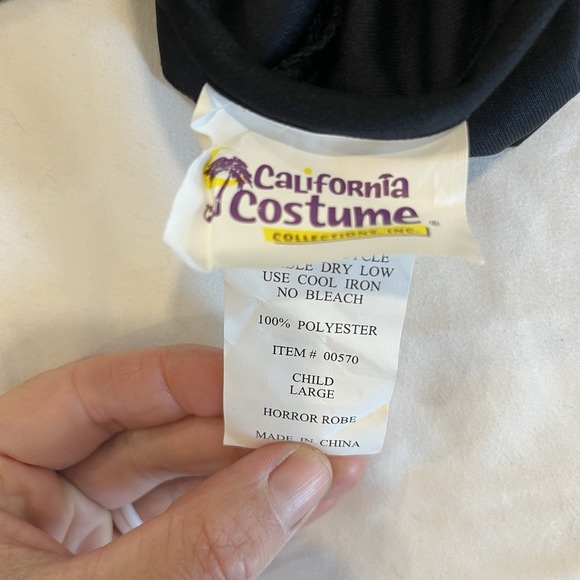 California
Costume ®
COLLECTIONS, INC.
DRY LOW
USE COOL IRON
NO BLEACH
100% POLYESTER
ITEM # 00570
CHILD
LARGE
HORROR ROBE
MADE IN CHINA